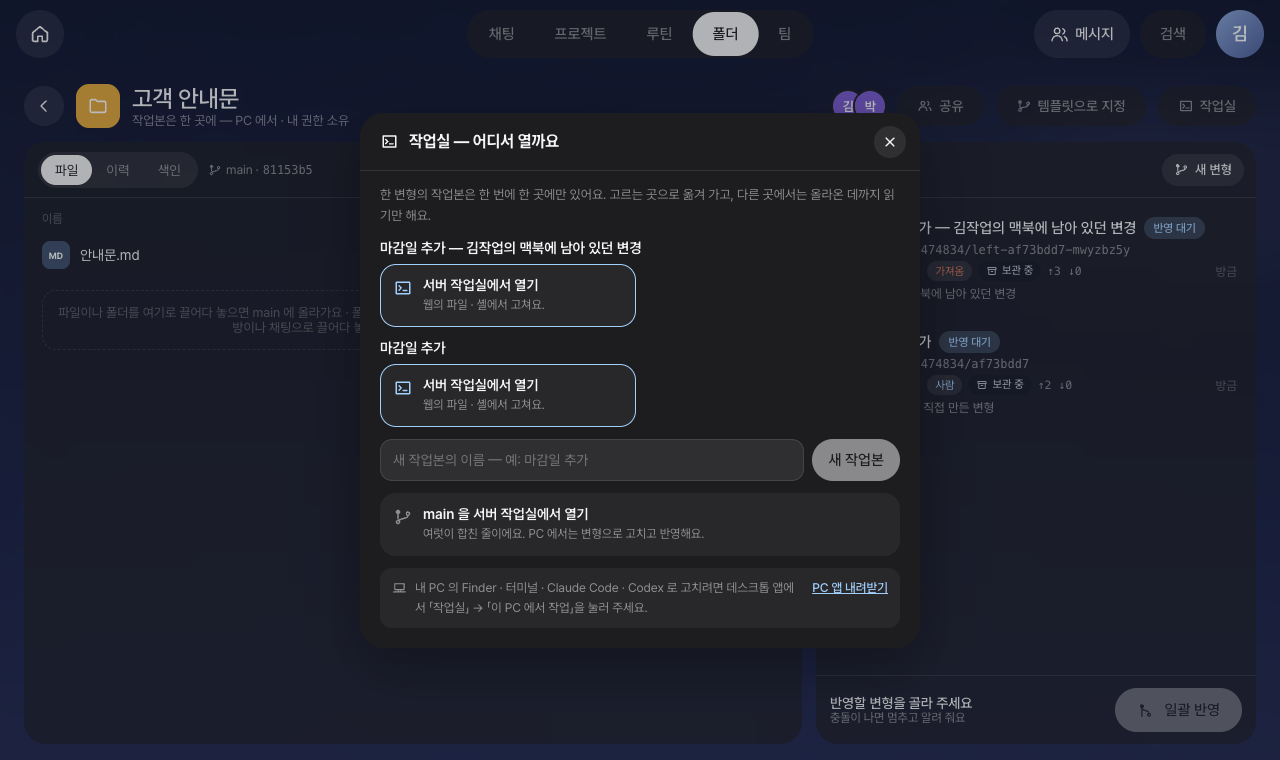 채팅
프로젝트
루틴
폴더
팀
메시지
검색
김
고객 안내문
작업본은 한 곳에 — PC 에서 · 내 권한 소유
김 박
공유
템플릿으로 지정
작업실
파일
이력
색인
main · 81153b5
이름
MD 안내문.md
파일이나 폴더를 여기로 끌어다 놓으면 main 에 올라가요 ·
방이나 채팅으로 끌어다
작업실 — 어디서 열까요
한 변형의 작업본은 한 번에 한 곳에만 있어요. 고르는 곳으로 옮겨 가고, 다른 곳에서는 올라온 데까지 읽
기만 해요.
마감일 추가 — 김작업의 맥북에 남아 있던 변경
서버 작업실에서 열기
웹의 파일 · 셸에서 고쳐요.
마감일 추가
서버 작업실에서 열기
웹의 파일 · 셸에서 고쳐요.
새 작업본의 이름 — 예: 마감일 추가
새 작업본
main 을 서버 작업실에서 열기
여럿이 합친 줄이에요. PC 에서는 변형으로 고치고 반영해요.
내 PC 의 Finder · 터미널 · Claude Code · Codex 로 고치려면 데스크톱 앱에
서 「작업실」 → 「이 PC 에서 작업」을 눌러 주세요.
PC 앱 내려받기
새 변형
가 — 김작업의 맥북에 남아 있던 변경
반영 대기
474834/left-af73bdd7-mwyzbz5y
가져옴
보관 중
↑3 ↓0
방금
북에 남아 있던 변경
가
반영 대기
474834/af73bdd7
사람
보관 중
↑2 ↓0
방금
직접 만든 변형
반영할 변형을 골라 주세요
충돌이 나면 멈추고 알려 줘요
일괄 반영